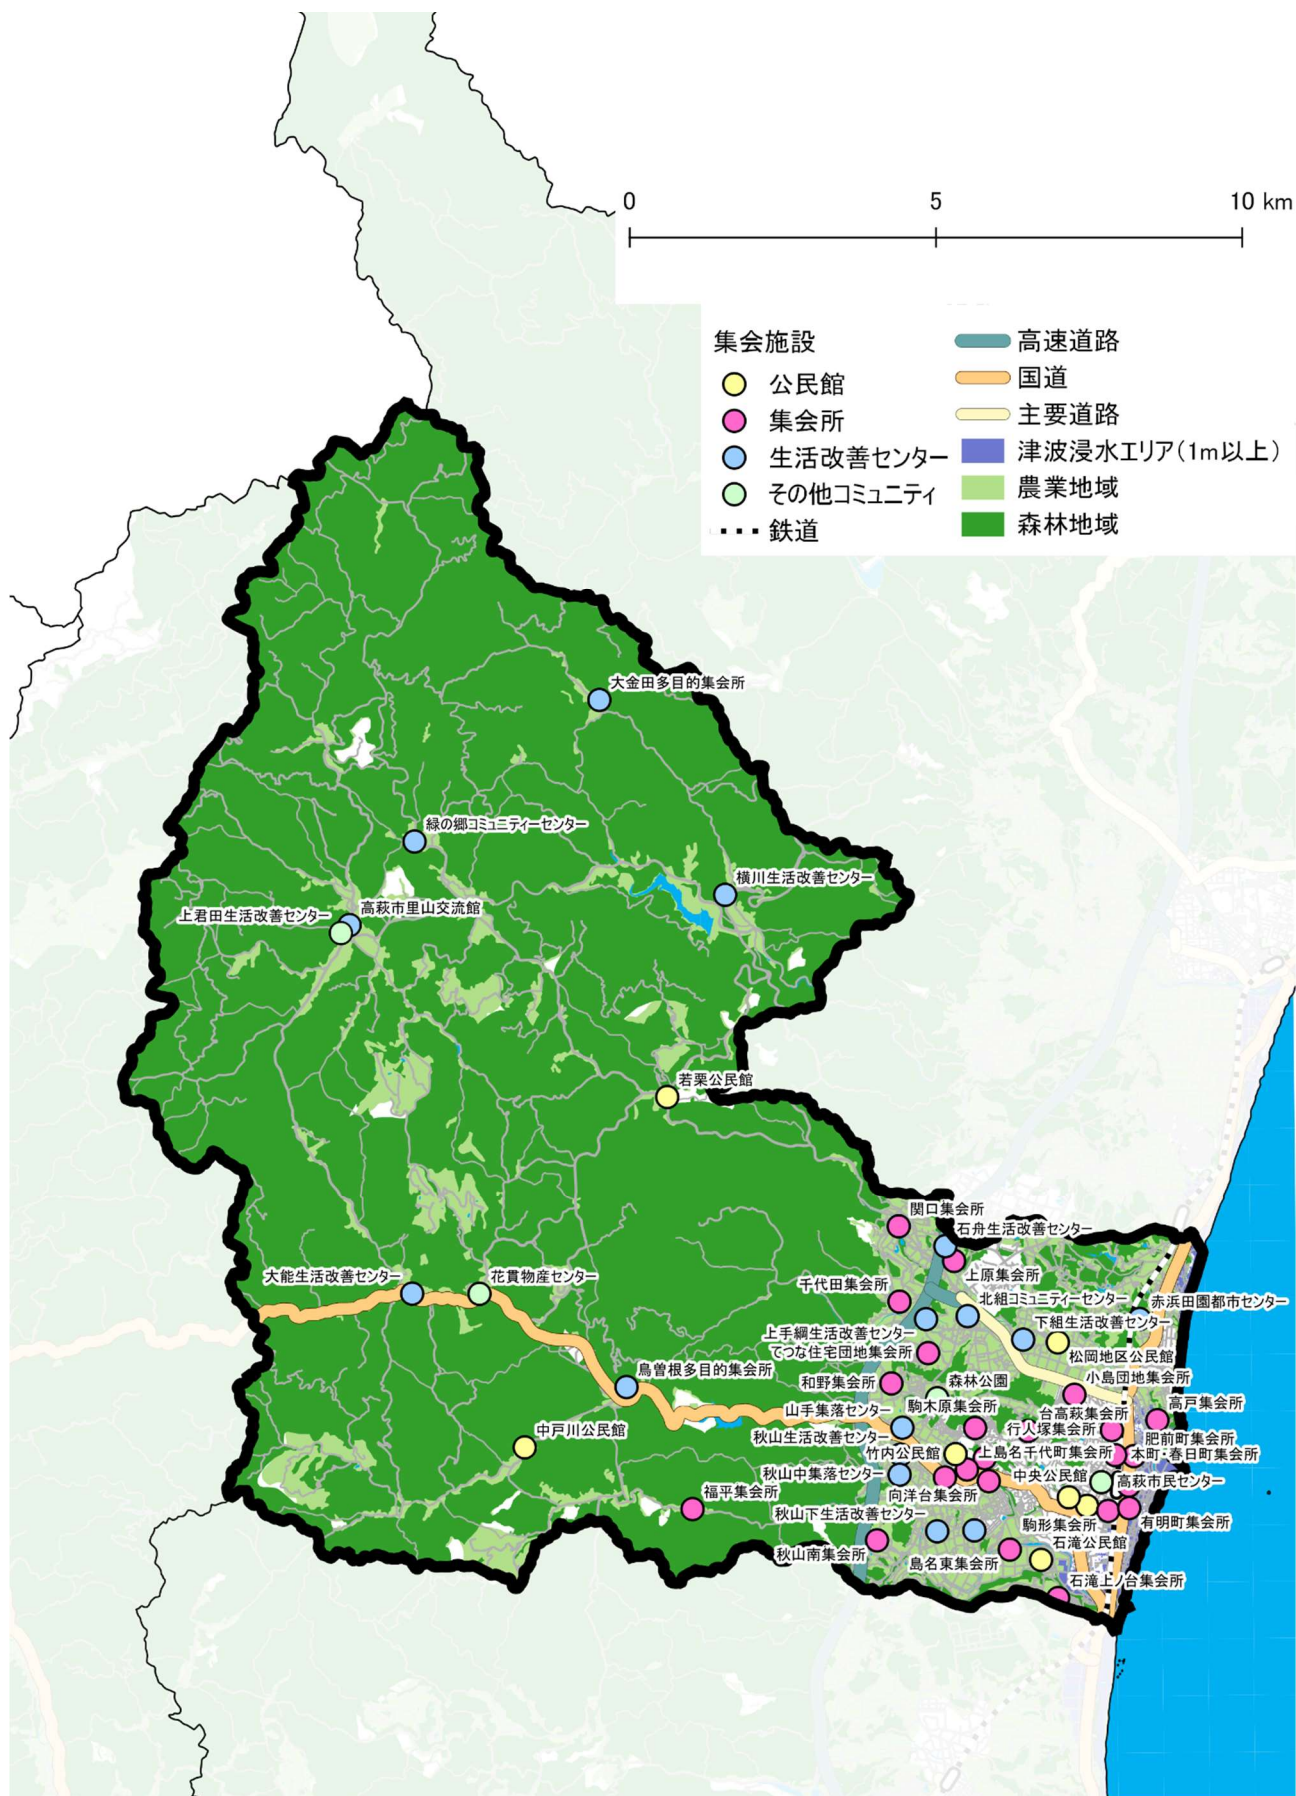 0 5 10 km
集会施設
公民館
集会所
生活改善センター
その他コミュニティ
鉄道
高速道路
国道
主要道路
津波浸水エリア(1m以上)
農業地域
森林地域
大金田多目的集会所
緑の郷コミュニティーセンター
横川生活改善センター
上君田生活改善センター
高萩市里山交流館
若栗公民館
関口集会所
石舟生活改善センター
上原集会所
大能生活改善センター
花貫物産センター
千代田集会所
北組コミュニティーセンター
赤浜田園都市センター
下組生活改善センター
上手綱生活改善センター
てつな住宅団地集会所
松岡地区公民館
鳥曽根多目的集会所
和野集会所
森林公園
小島団地集会所
山手集落センター
駒木原集会所
台高萩集会所
高戸集会所
中戸川公民館
秋山生活改善センター
行人塚集会所
肥前町集会所
竹内公民館
上島名千代町集会所
本町・春日町集会所
秋山中集落センター
中央公民館
高萩市民センター
福平集会所
向洋台集会所
秋山下生活改善センター
駒形集会所
有明町集会所
石滝公民館
秋山南集会所
島名東集会所
石滝上ノ台集会所